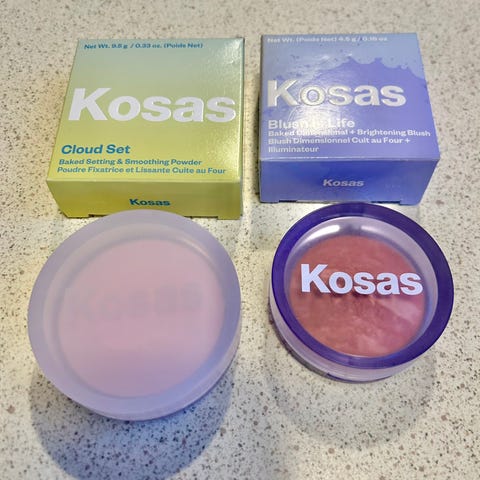 Net Wt. 9.5 g / 0.33 oz. (Poids Net)
Kosas
Cloud Set
Baked Setting & Smoothing Powder
Poudre Fixatrice et Lissante Cuite au Four
Kosas
Net Wt. (Poids Net) 4.5 g / 0.16 oz
Kosas
Blush is Life
Baked Dimensional + Brightening Blush
Blush Dimensionnel Cuit au Four +
Illuminateur
Kosas
Kosas
Kosas